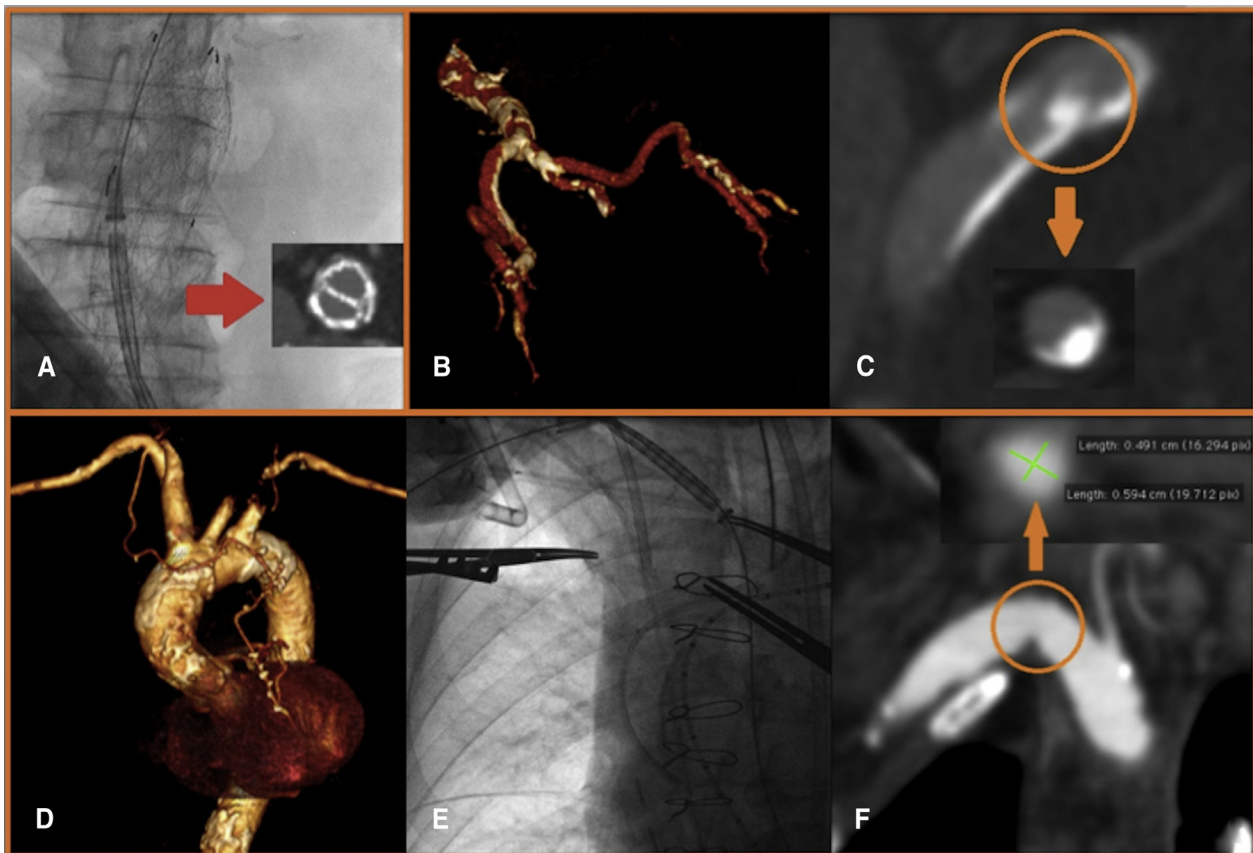 A
B
C
D
E
Length: 0.491 cm (16.294 pix)
Length: 0.594 cm (19.712 pix)
F